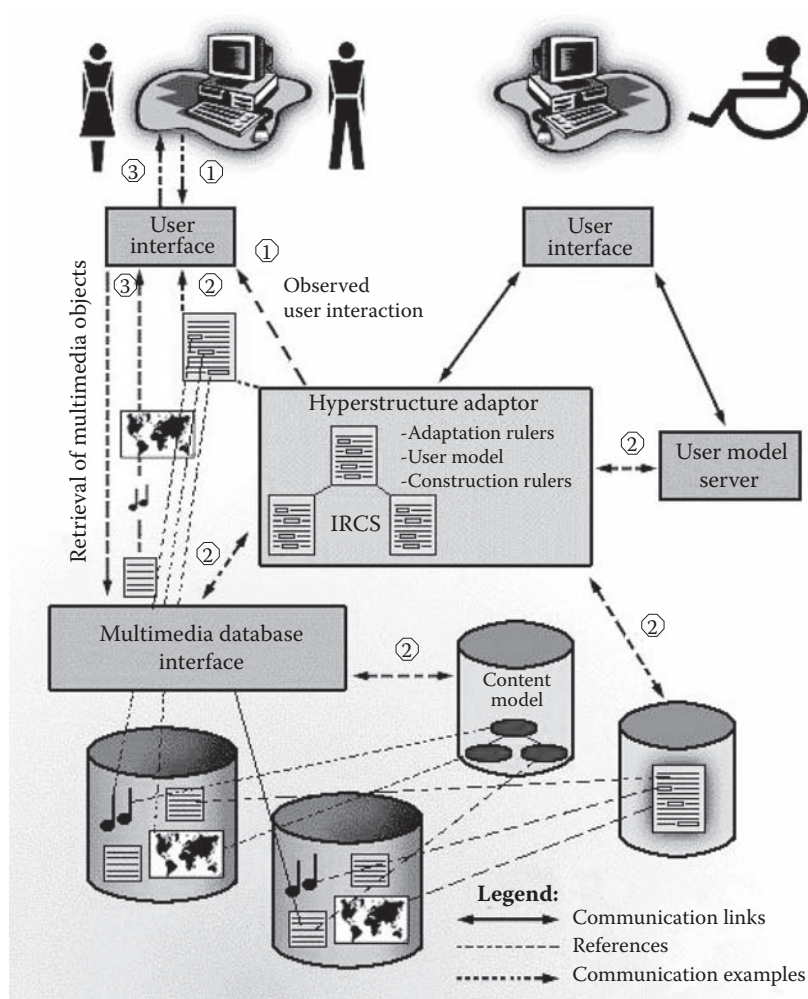 ③
①
User
interface
User
interface
①
③
②
Observed
user interaction
Retrieval of multimedia objects
Hyperstructure adaptor
-Adaptation rulers
-User model
-Construction rulers
IRCS
②
User model
server
②
②
Multimedia database
interface
②
Content
model
Legend:
Communication links
References
Communication examples